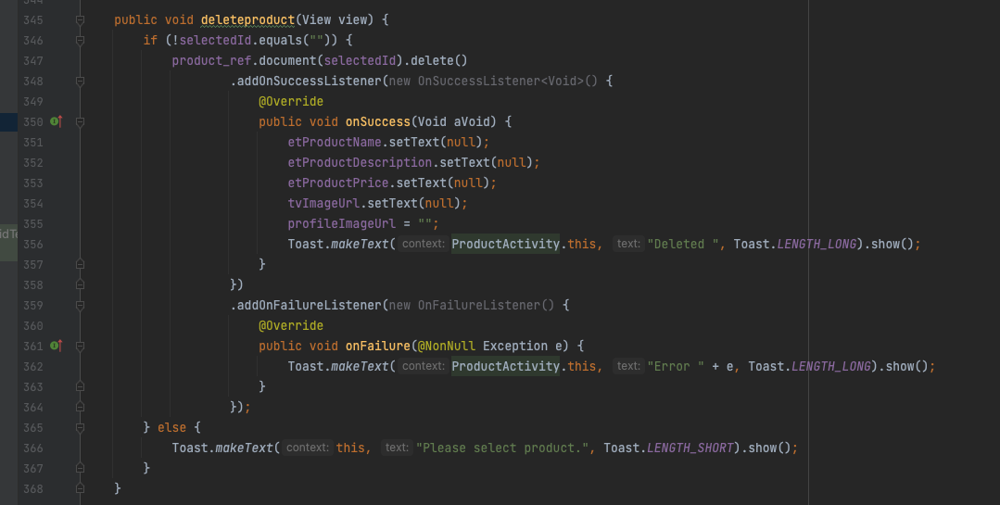 344
345 public void deleteproduct(View view) {
346 if (!selectedId.equals("")) {
347 product_ref.document(selectedId).delete()
348 .addOnSuccessListener(new OnSuccessListener<Void>() {
349 @Override
350 public void onSuccess(Void aVoid) {
351 etProductName.setText(null);
352 etProductDescription.setText(null);
353 etProductPrice.setText(null);
354 tvImageUrl.setText(null);
355 profileImageUrl = "";
356 Toast.makeText( context: ProductActivity.this, text: "Deleted ", Toast.LENGTH_LONG).show();
357 }
358 })
359 .addOnFailureListener(new OnFailureListener() {
360 @Override
361 public void onFailure(@NonNull Exception e) {
362 Toast.makeText( context: ProductActivity.this, text: "Error " + e, Toast.LENGTH_LONG).show();
363 }
364 });
365 } else {
366 Toast.makeText( context: this, text: "Please select product.", Toast.LENGTH_SHORT).show();
367 }
368 }